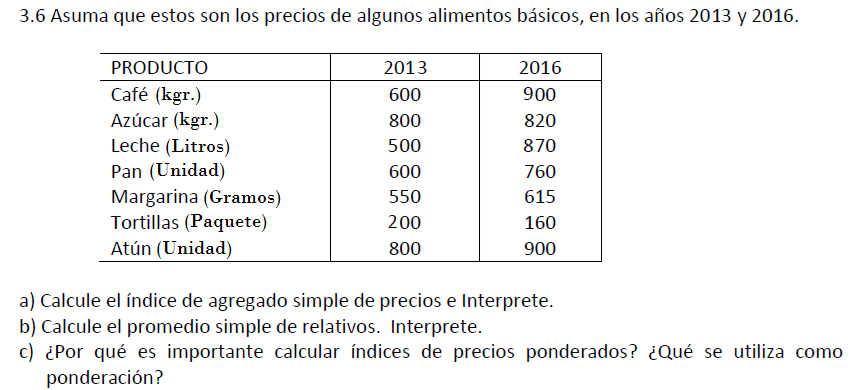 3.6 Asuma que estos son los precios de algunos alimentos básicos, en los años 2013 y 2016.
PRODUCTO 2013 2016
Café (kgr.) 600 900
Azúcar (kgr.) 800 820
Leche (Litros) 500 870
Pan (Unidad) 600 760
Margarina (Gramos) 550 615
Tortillas (Paquete) 200 160
Atún (Unidad) 800 900
a) Calcule el índice de agregado simple de precios e Interprete.
b) Calcule el promedio simple de relativos. Interprete.
c) ¿Por qué es importante calcular índices de precios ponderados? ¿Qué se utiliza como
ponderación?